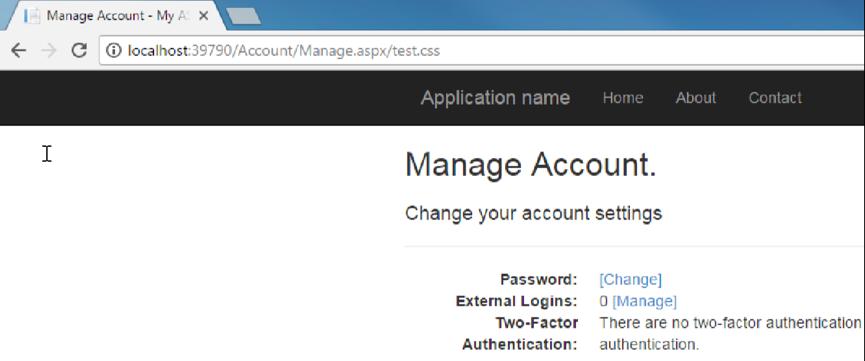 Manage Account - My AS
localhost:39790/Account/Manage.aspx/test.css
Application name Home About Contact
Manage Account.
Change your account settings
Password: [Change]
External Logins: 0 [Manage]
Two-Factor There are no two-factor authentication
Authentication: authentication.